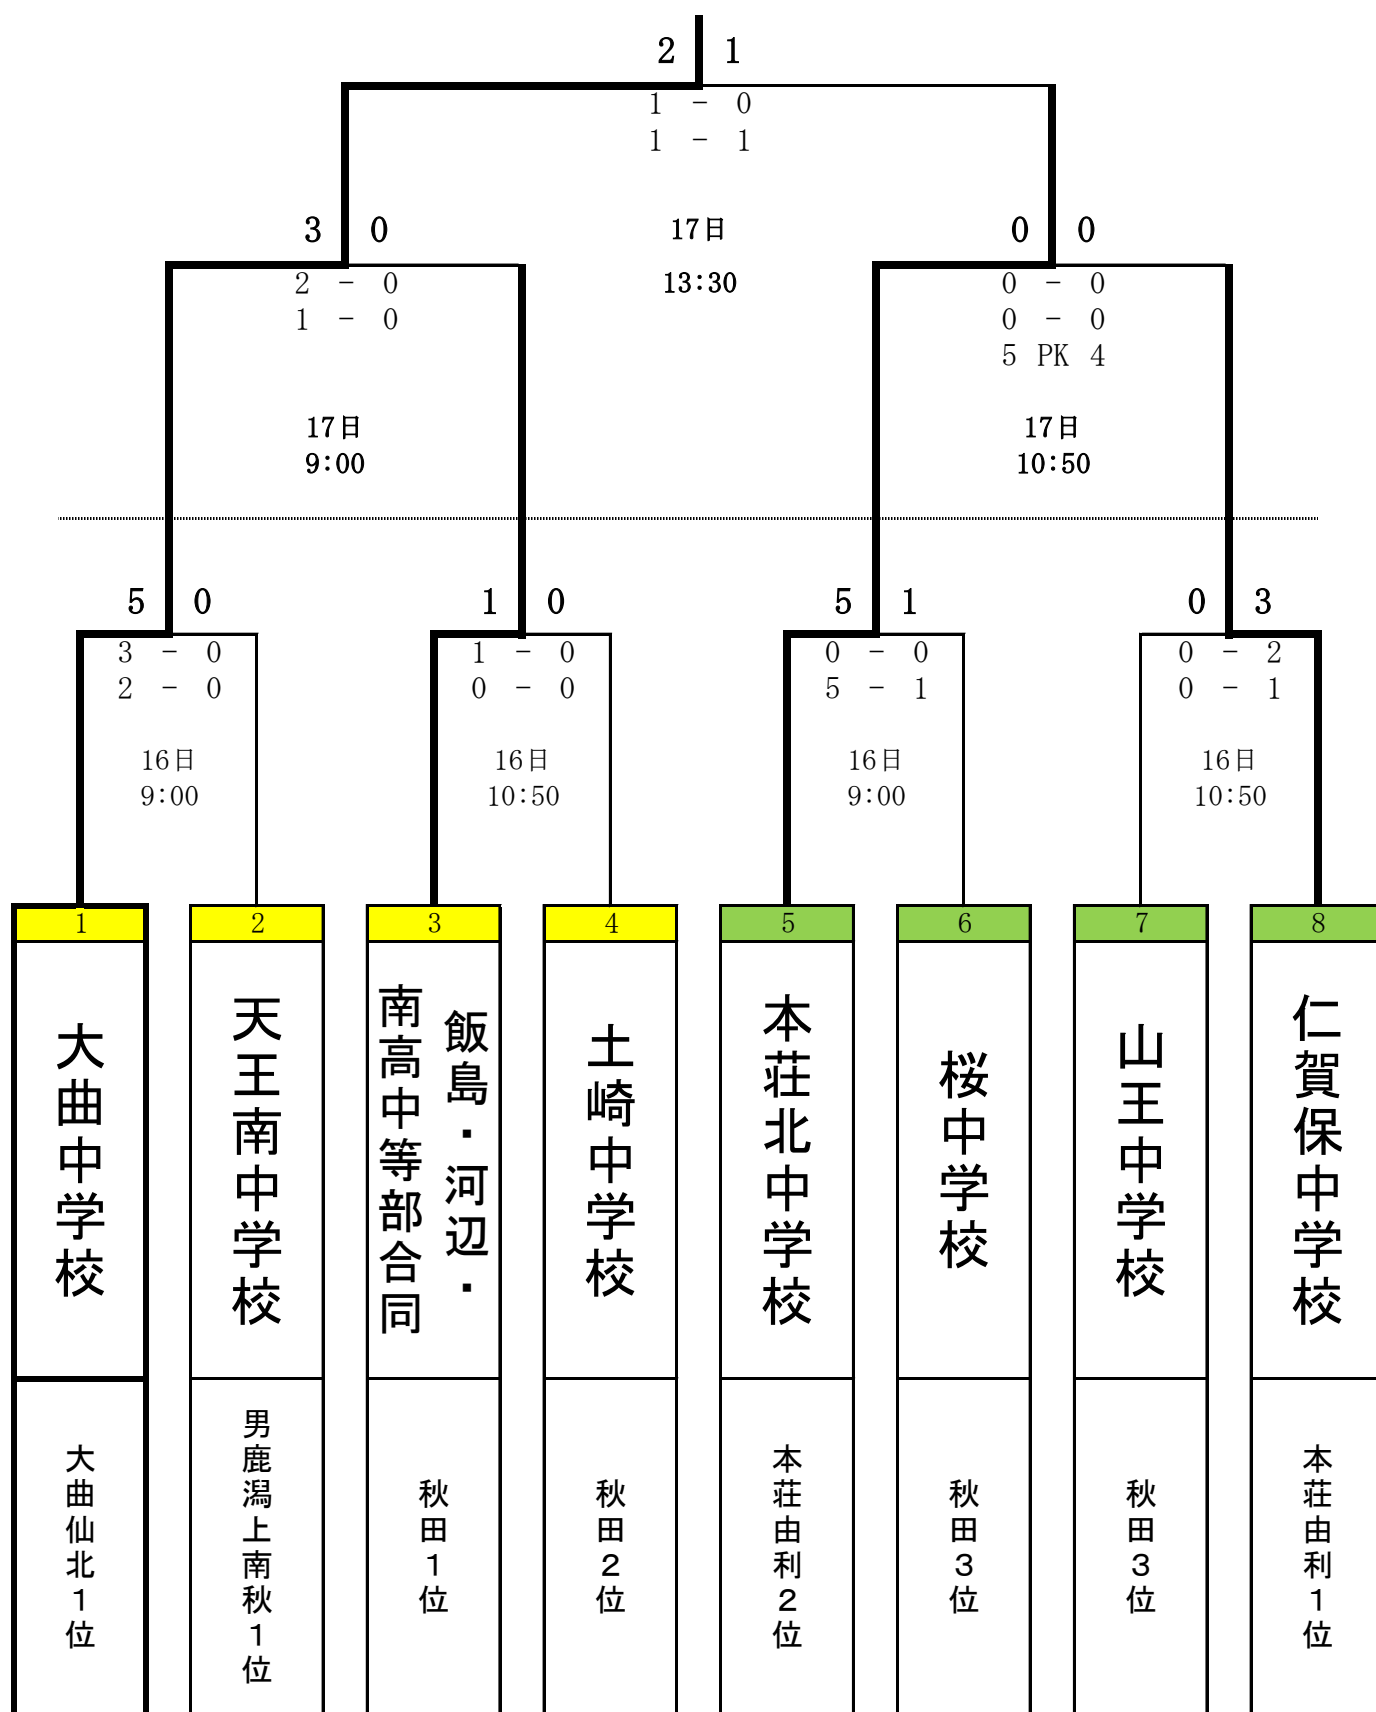 2 1
1 - 0
1 - 1
3 0
17日
0 0
2 - 0
13:30
0 - 0
1 - 0
0 - 0
5 PK 4
17日
17日
9:00
10:50
5 0
1 0
5 1
0 3
3 - 0
1 - 0
0 - 0
0 - 2
2 - 0
0 - 0
5 - 1
0 - 1
16日
16日
16日
16日
9:00
10:50
9:00
10:50
1
2
3
4
5
6
7
8
大曲中学校
天王南中学校
飯島・河辺・
南高中等部合同
土崎中学校
本荘北中学校
桜中学校
山王中学校
仁賀保中学校
大曲仙北1位
男鹿潟上南秋1位
秋田1位
秋田2位
本荘由利2位
秋田3位
秋田3位
本荘由利1位